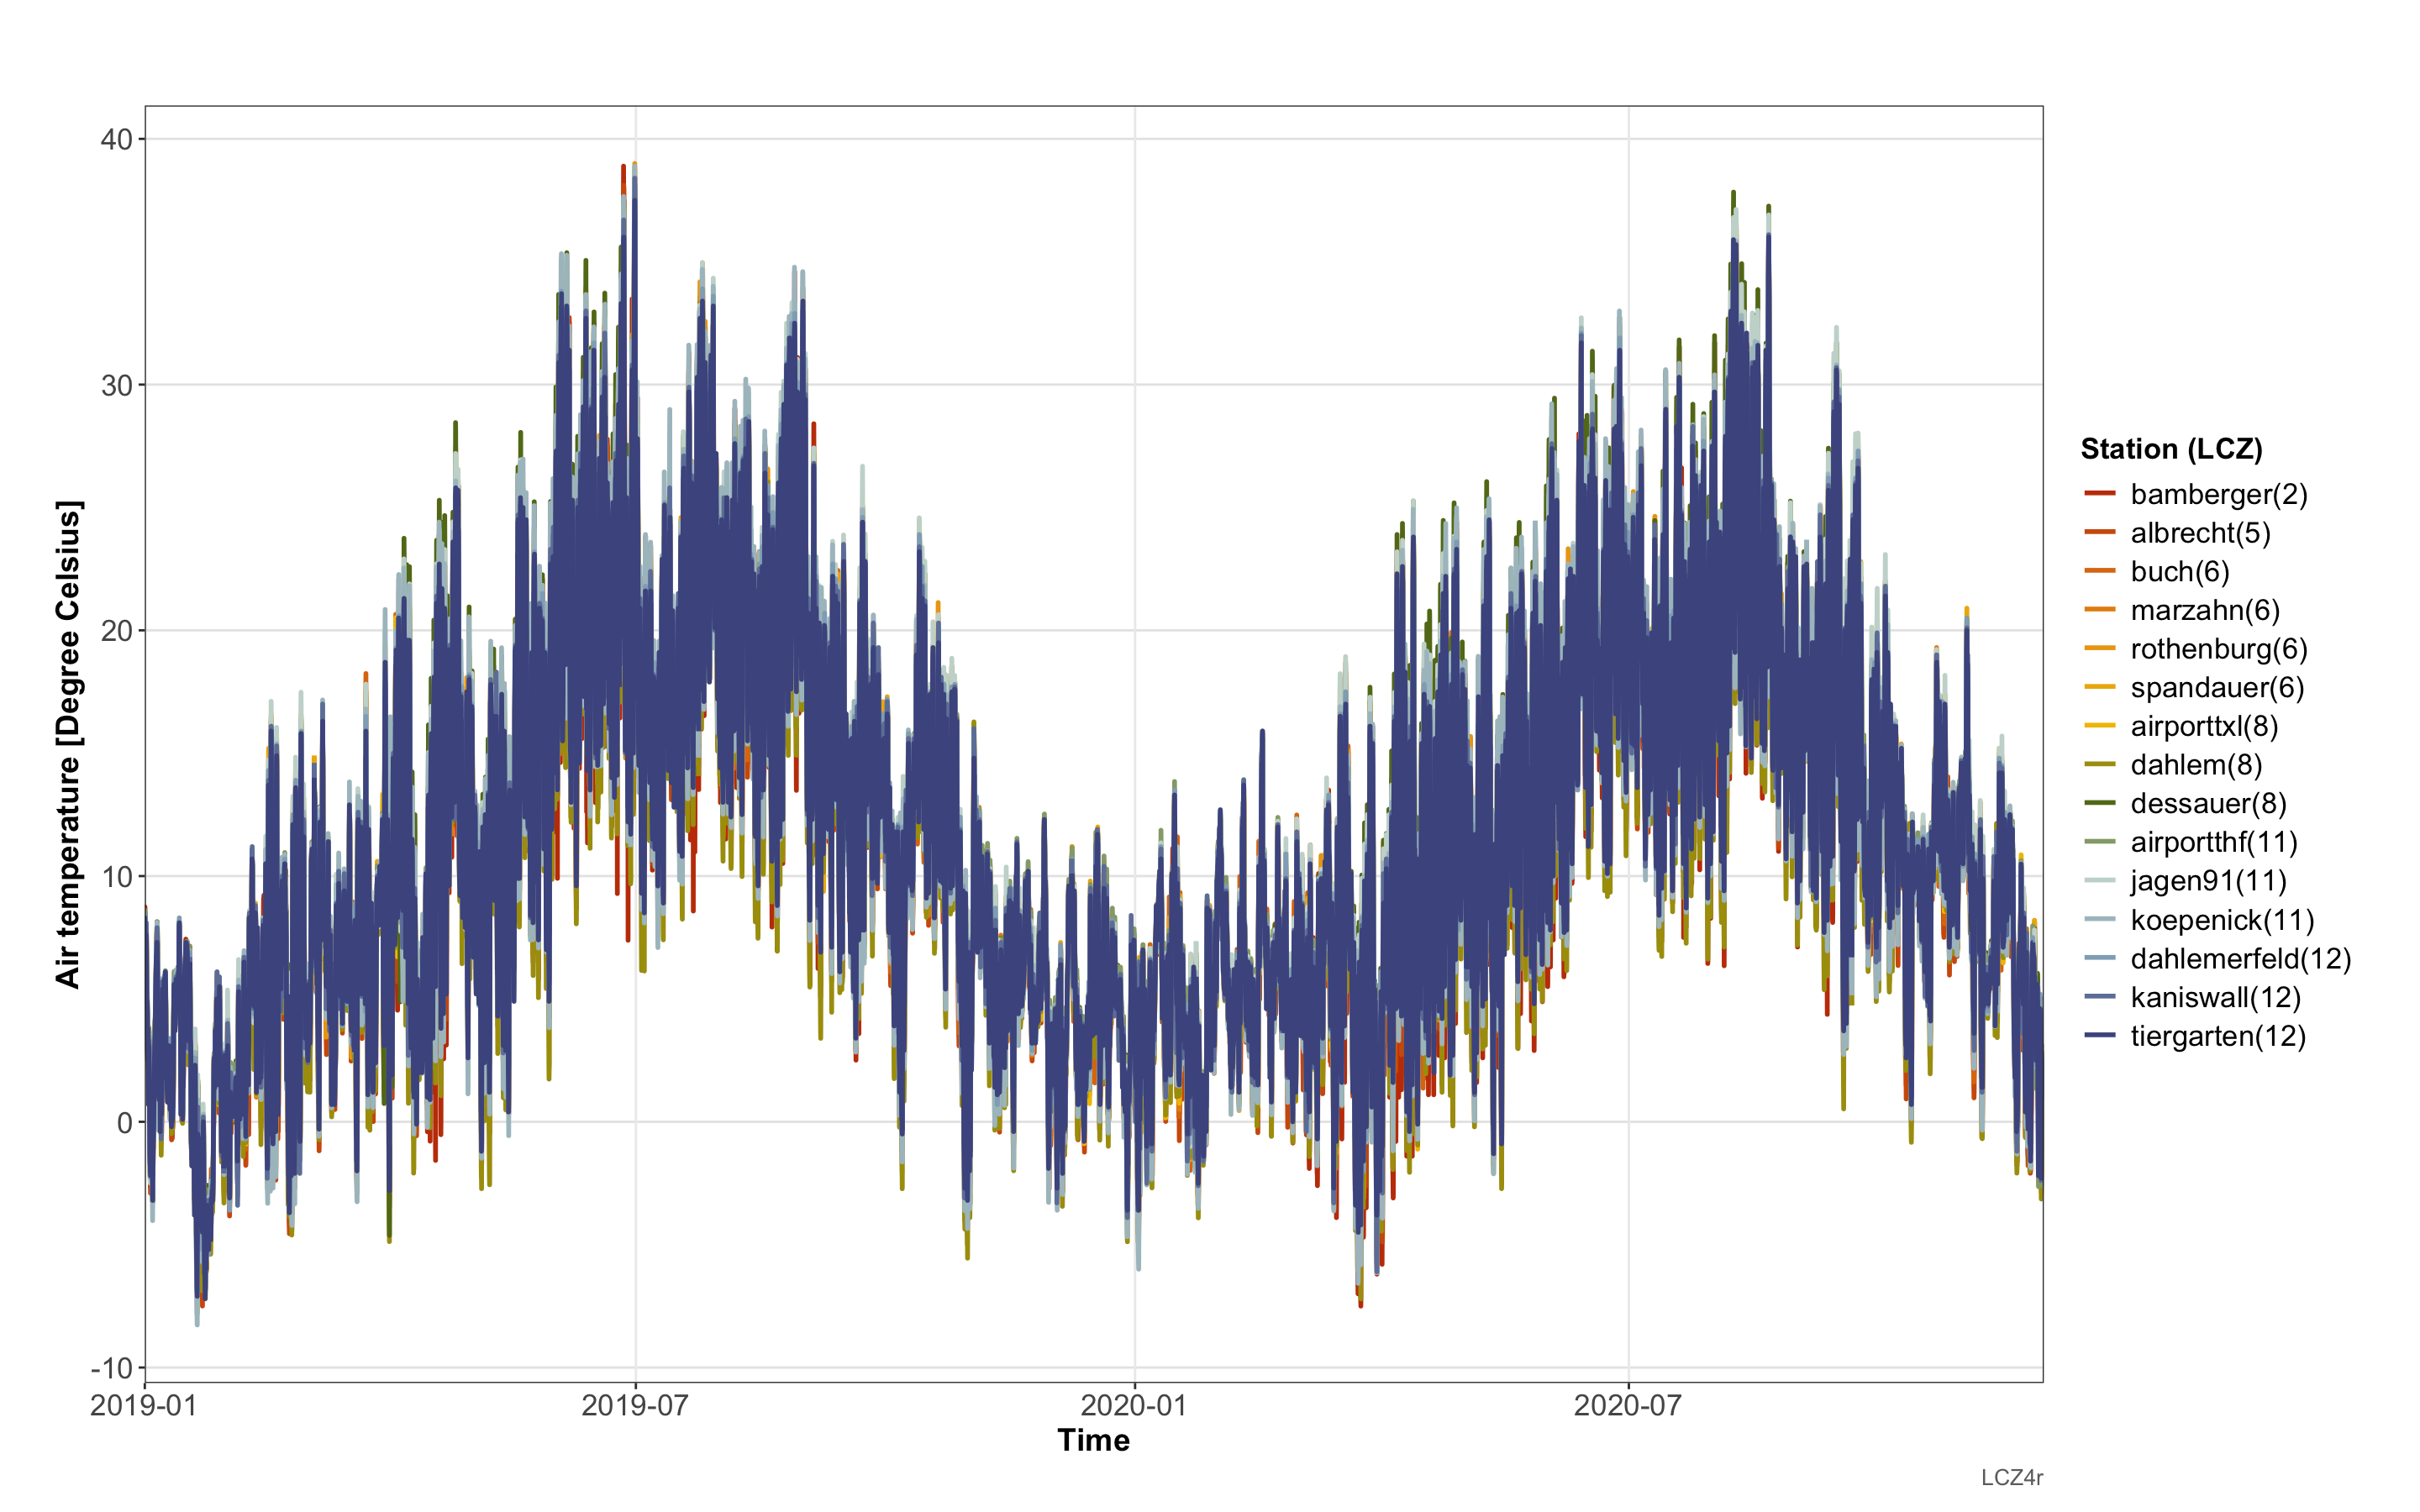 40
30
20
10
0
-10
Air temperature [Degree Celsius]
2019-01
2019-07
2020-01
2020-07
Time
Station (LCZ)
bamberger(2)
albrecht(5)
buch(6)
marzahn(6)
rothenburg(6)
spandauer(6)
airporttxl(8)
dahlem(8)
dessauer(8)
airportthf(11)
jagen91(11)
koepenick(11)
dahlemerfeld(12)
kaniswall(12)
tiergarten(12)
LCZ4r